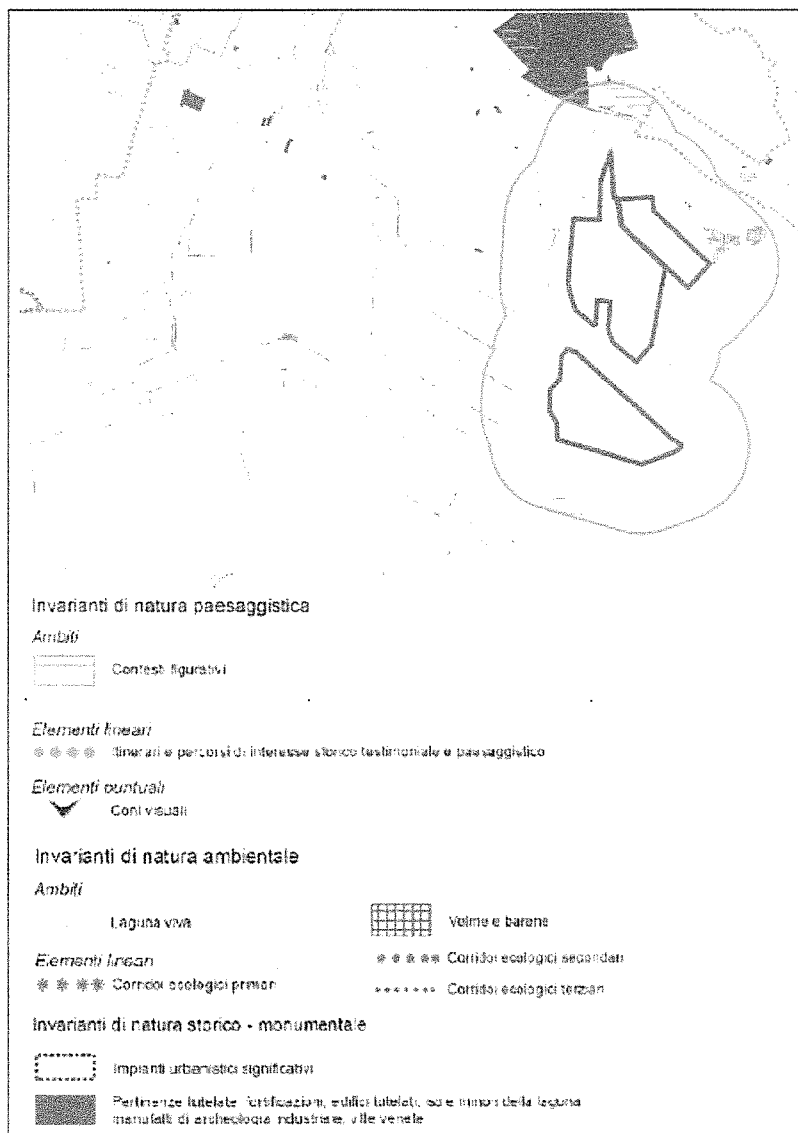 Invarianti di natura paesaggistica
Ambiti
Contesti figurativi
Elementi lineari
Itinerari e percorsi di interesse storico testimoniale e paesaggistico
Elementi puntuali
Coni visuali
Invarianti di natura ambientale
Ambiti
Laguna viva
Velme e barene
Elementi lineari
Corridoi ecologici secondari
Corridoi ecologici primari
Corridoi ecologici terziari
Invarianti di natura storico - monumentale
Impianti urbanistici significativi
Pertinenze tutelate, fortificazioni, edifici tutelati, isole minori della laguna
manufatti di archeologia industriale, ville venete